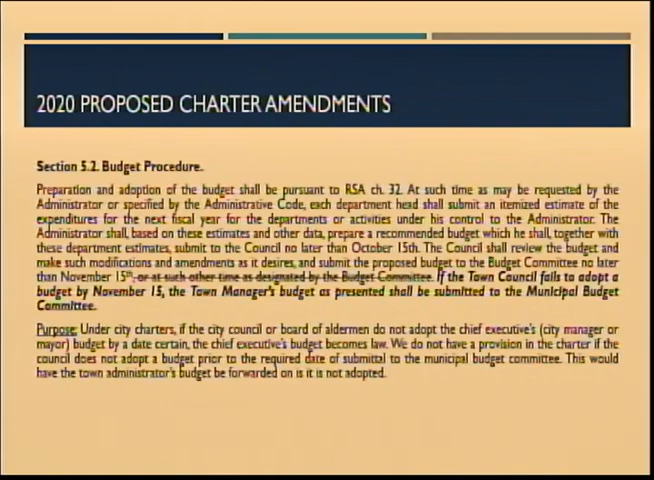 2020 PROPOSED CHARTER AMENDMENTS
Section 5.2. Budget Procedure.
Preparation and adoption of the budget shall be pursuant to RSA ch. 32. At such time as may be requested by the
Administrator or specified by the Administrative Code, each department head shall submit an itemized estimate of the
expenditures for the next fiscal year for the departments or activities under his control to the Administrator. The
Administrator shall, based on these estimates and other data, prepare a recommended budget which he shall, together with
these department estimates, submit to the Council no later than October 15th. The Council shall review the budget and
make such modifications and amendments as it desires, and submit the proposed budget to the Budget Committee no later
than November 15th, or at such other time as designated by the Budget Committee. If the Town Council fails to adopt a
budget by November 15, the Town Manager's budget as presented shall be submitted to the Municipal Budget
Committee.
Purpose: Under city charters, if the city council or board of aldermen do not adopt the chief executive's (city manager or
mayor) budget by a date certain, the chief executive's budget becomes law. We do not have a provision in the charter if the
council does not adopt a budget prior to the required date of submittal to the municipal budget committee. This would
have the town administrator's budget be forwarded on is it is not adopted.